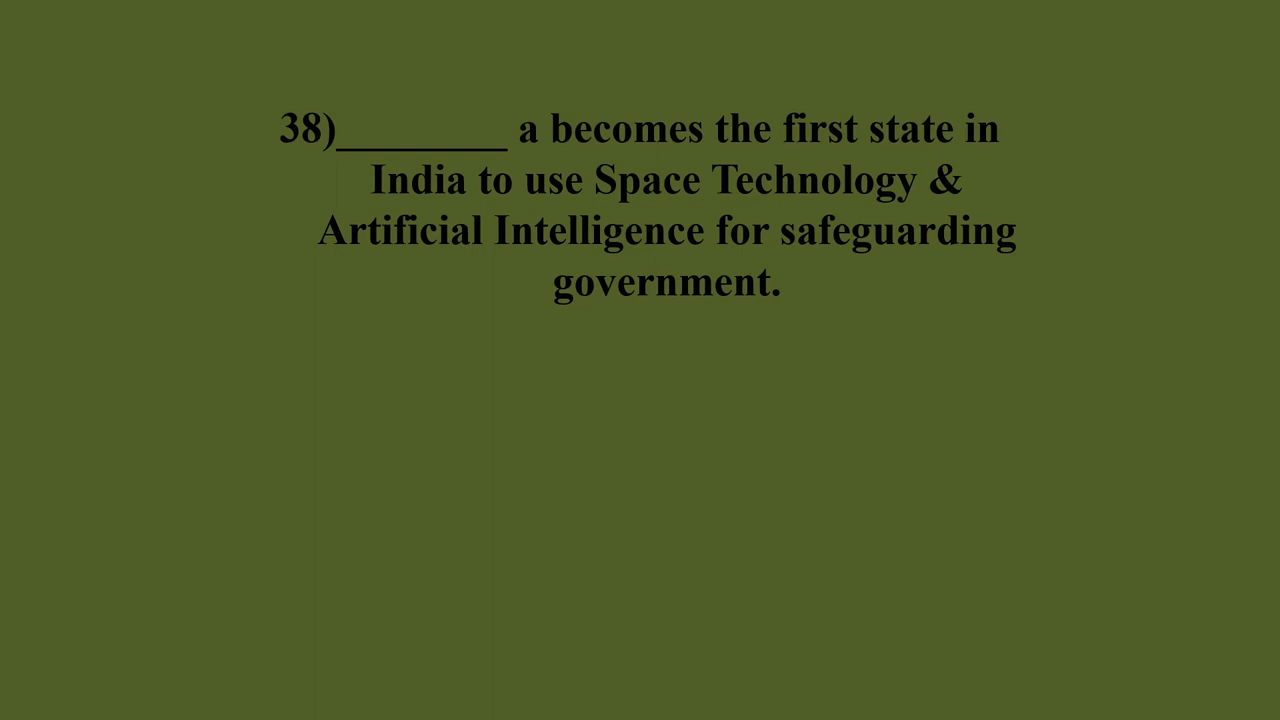 38)________ a becomes the first state in
India to use Space Technology &
Artificial Intelligence for safeguarding
government.